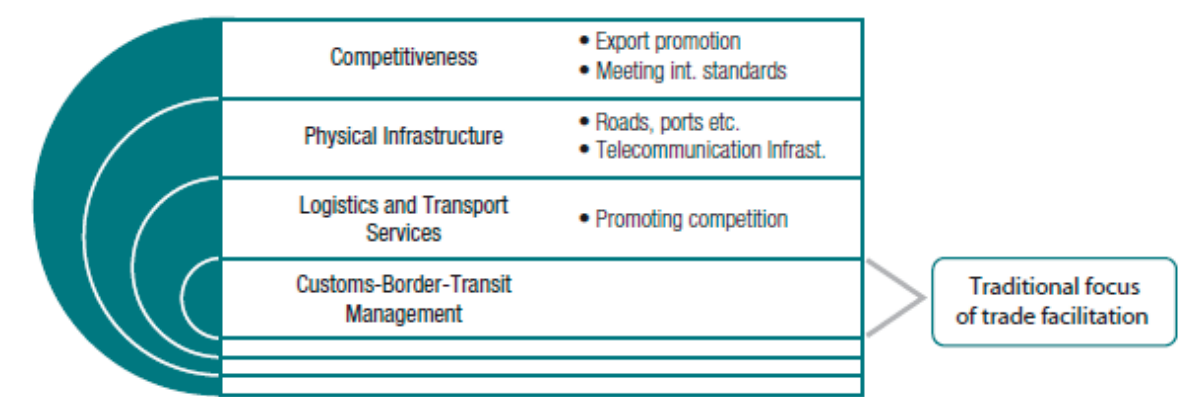 Competitiveness
• Export promotion
• Meeting int. standards
Physical Infrastructure
• Roads, ports etc.
• Telecommunication Infrast.
Logistics and Transport
Services
• Promoting competition
Customs-Border-Transit
Management
Traditional focus
of trade facilitation